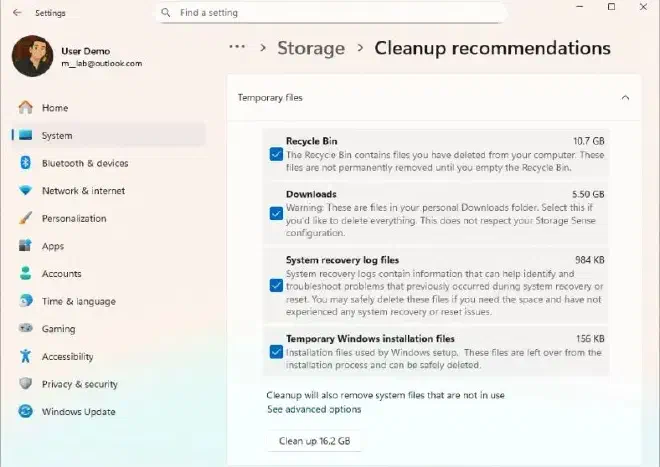 Settings
Find a setting
User Demo
m_lab@outlook.com
Home
System
Bluetooth & devices
Network & internet
Personalization
Apps
Accounts
Time & language
Gaming
Accessibility
Privacy & security
Windows Update
... > Storage > Cleanup recommendations
Temporary files
Recycle Bin 10.7 GB
The Recycle Bin contains files you have deleted from your computer. These
files are not permanently removed until you empty the Recycle Bin.
Downloads 5.50 GB
Warning: These are files in your personal Downloads folder. Select this if
you'd like to delete everything. This does not respect your Storage Sense
configuration.
System recovery log files 984 KB
System recovery logs contain information that can help identify and
troubleshoot problems that previously occurred during system recovery or
reset. You may safely delete these files if you need the space and have not
experienced any system recovery or reset issues.
Temporary Windows installation files 156 KB
Installation files used by Windows setup. These files are left over from the
installation process and can be safely deleted.
Cleanup will also remove system files that are not in use
See advanced options
Clean up 16.2 GB